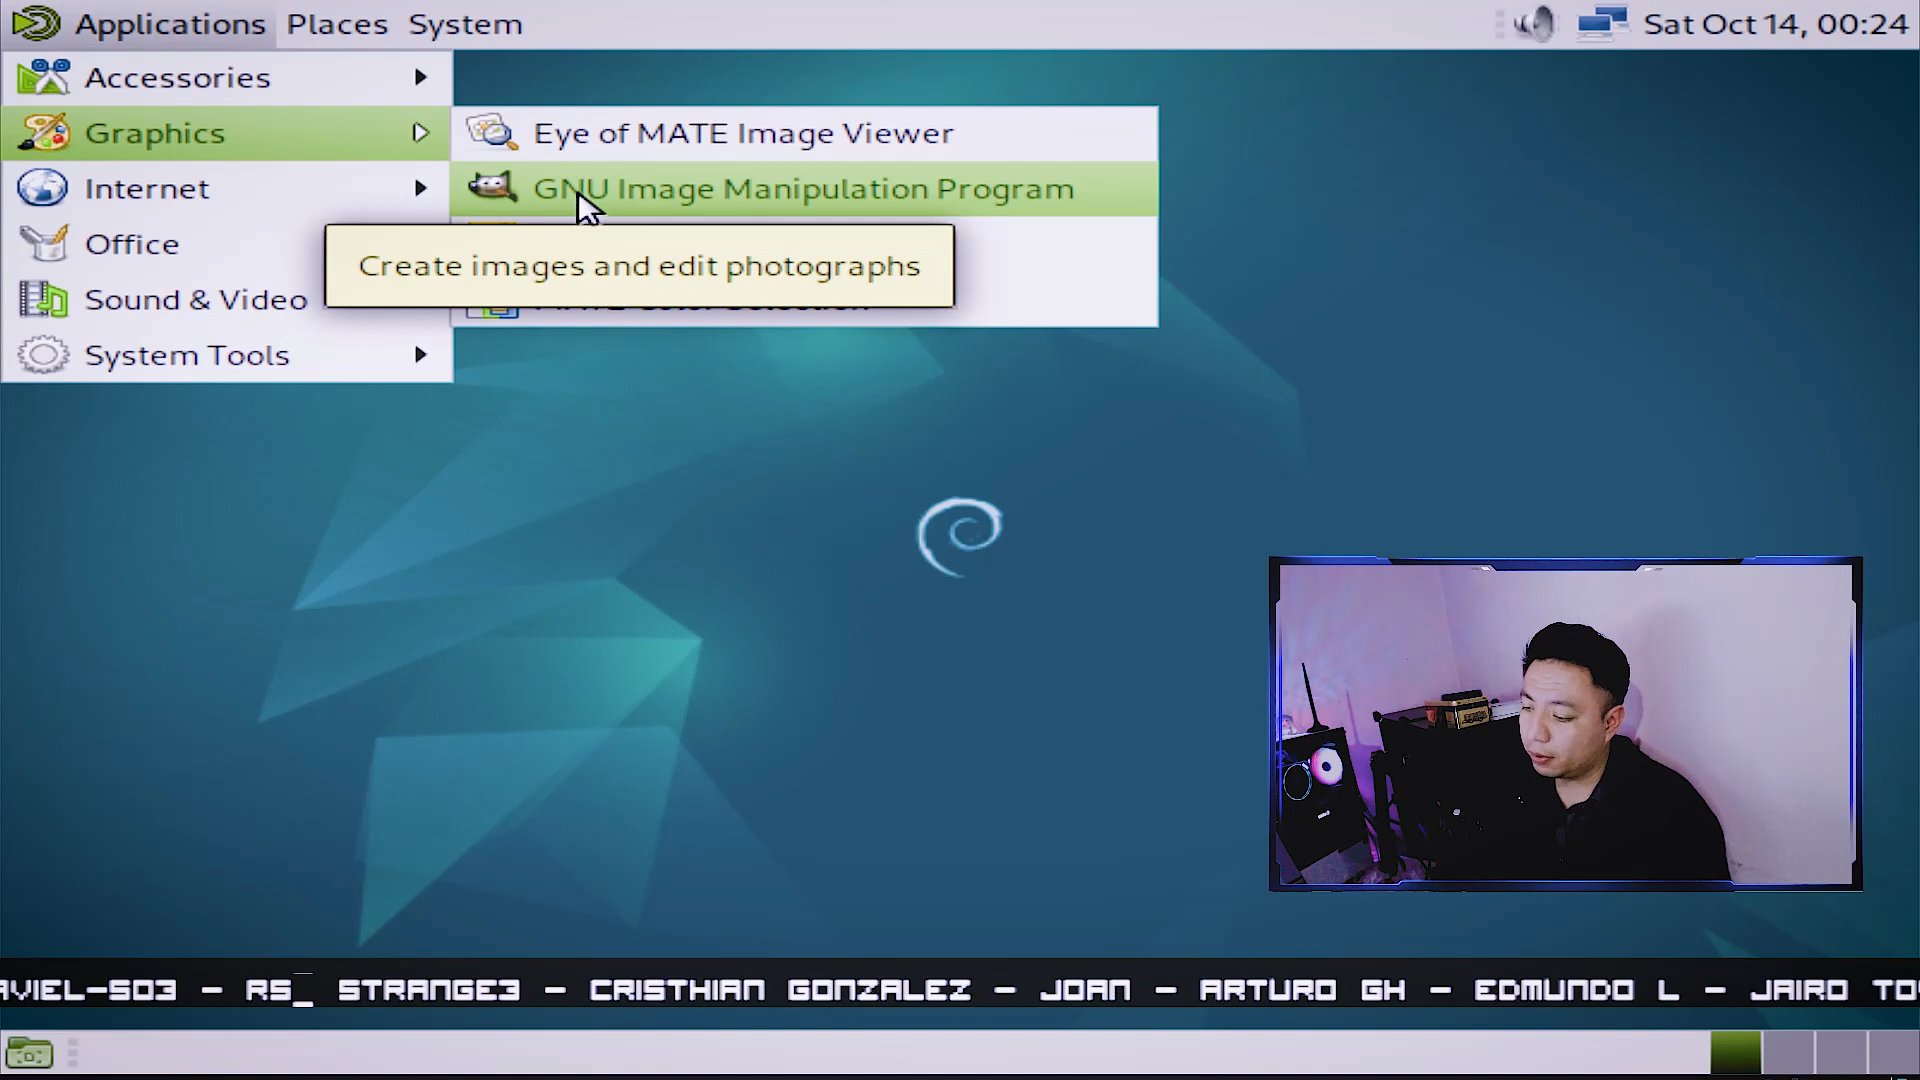 Applications Places System
Sat Oct 14, 00:24
Accessories
Graphics
Internet
Office
Sound & Video
System Tools
Eye of MATE Image Viewer
GNU Image Manipulation Program
Create images and edit photographs
AVIEL-S03 - RS_ STRANGE3 - CRISTHIAN GONZALEZ - JOAN - ARTURO GH - EDMUNDO L - JAIRO